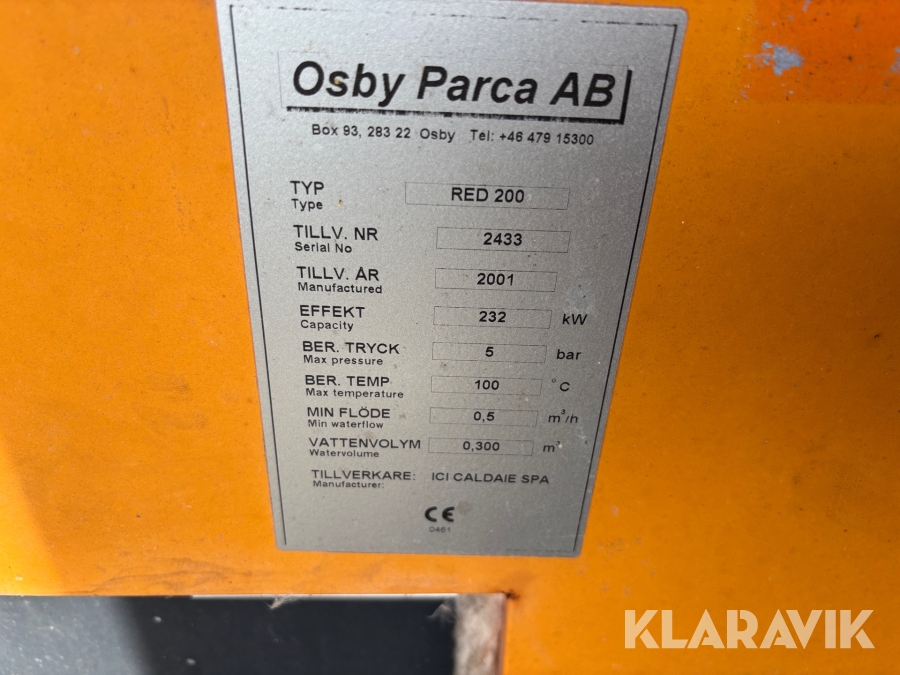 Osby Parca AB
Box 93, 283 22 Osby Tel: +46 479 15300
TYP RED 200
Type
TILLV. NR 2433
Serial No
TILLV. ÅR 2001
Manufactured
EFFEKT 232 kW
Capacity
BER. TRYCK 5 bar
Max pressure
BER. TEMP 100 °C
Max temperature
MIN FLÖDE 0,5 m³/h
Min waterflow
VATTENVOLYM 0,300 m³
Watervolume
TILLVERKARE: ICI CALDAIE SPA
Manufacturer:
CE
0461
KLARAVIK